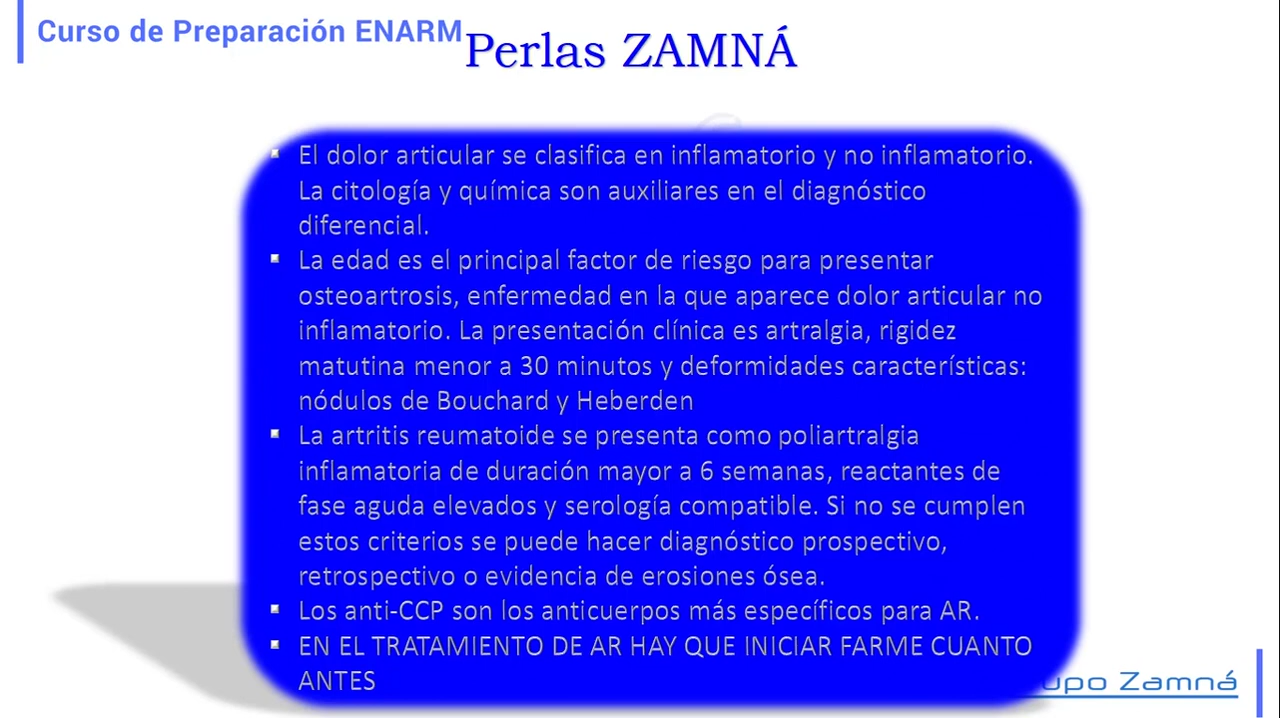 Curso de Preparación ENARM
Perlas ZAMNÁ
▪ El dolor articular se clasifica en inflamatorio y no inflamatorio.
La citología y química son auxiliares en el diagnóstico
diferencial.
▪ La edad es el principal factor de riesgo para presentar
osteoartrosis, enfermedad en la que aparece dolor articular no
inflamatorio. La presentación clínica es artralgia, rigidez
matutina menor a 30 minutos y deformidades características:
nódulos de Bouchard y Heberden
▪ La artritis reumatoide se presenta como poliartralgia
inflamatoria de duración mayor a 6 semanas, reactantes de
fase aguda elevados y serología compatible. Si no se cumplen
estos criterios se puede hacer diagnóstico prospectivo,
retrospectivo o evidencia de erosiones ósea.
▪ Los anti-CCP son los anticuerpos más específicos para AR.
▪ EN EL TRATAMIENTO DE AR HAY QUE INICIAR FARME CUANTO
ANTES
upo Zamná